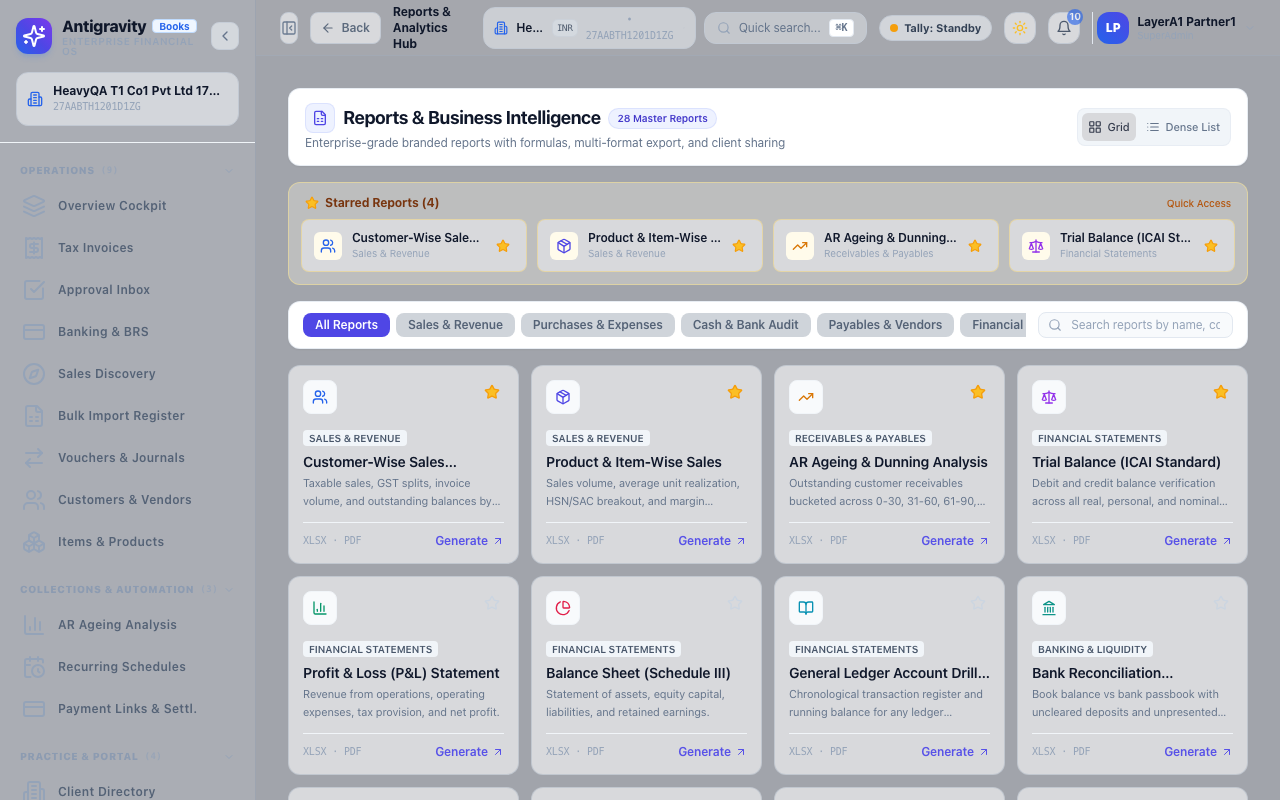 Antigravity Books
ENTERPRISE FINANCIAL OS
HeavyQA T1 Co1 Pvt Ltd 17...
27AABTH1201D1ZG
OPERATIONS (9)
Overview Cockpit
Tax Invoices
Approval Inbox
Banking & BRS
Sales Discovery
Bulk Import Register
Vouchers & Journals
Customers & Vendors
Items & Products
COLLECTIONS & AUTOMATION (3)
AR Ageing Analysis
Recurring Schedules
Payment Links & Settl.
PRACTICE & PORTAL (4)
Client Directory
Back
Reports & Analytics Hub
He... INR
27AABTH1201D1ZG
Quick search... ⌘K
Tally: Standby
10
LP
LayerA1 Partner1
Reports & Business Intelligence
28 Master Reports
Enterprise-grade branded reports with formulas, multi-format export, and client sharing
Grid
Dense List
Starred Reports (4)
Quick Access
Customer-Wise Sale...
Sales & Revenue
Product & Item-Wise ...
Sales & Revenue
AR Ageing & Dunning...
Receivables & Payables
Trial Balance (ICAI St...
Financial Statements
All Reports
Sales & Revenue
Purchases & Expenses
Cash & Bank Audit
Payables & Vendors
Financial
Search reports by name, cc
SALES & REVENUE
Customer-Wise Sales...
Taxable sales, GST splits, invoice
volume, and outstanding balances by...
XLSX · PDF
Generate
SALES & REVENUE
Product & Item-Wise Sales
Sales volume, average unit realization,
HSN/SAC breakout, and margin...
XLSX · PDF
Generate
RECEIVABLES & PAYABLES
AR Ageing & Dunning Analysis
Outstanding customer receivables
bucketed across 0-30, 31-60, 61-90,...
XLSX · PDF
Generate
FINANCIAL STATEMENTS
Trial Balance (ICAI Standard)
Debit and credit balance verification
across all real, personal, and nominal...
XLSX · PDF
Generate
FINANCIAL STATEMENTS
Profit & Loss (P&L) Statement
Revenue from operations, operating
expenses, tax provision, and net profit.
XLSX · PDF
Generate
FINANCIAL STATEMENTS
Balance Sheet (Schedule III)
Statement of assets, equity capital,
liabilities, and retained earnings.
XLSX · PDF
Generate
FINANCIAL STATEMENTS
General Ledger Account Drill...
Chronological transaction register and
running balance for any ledger...
XLSX · PDF
Generate
BANKING & LIQUIDITY
Bank Reconciliation...
Book balance vs bank passbook with
uncleared deposits and unpresented...
XLSX · PDF
Generate